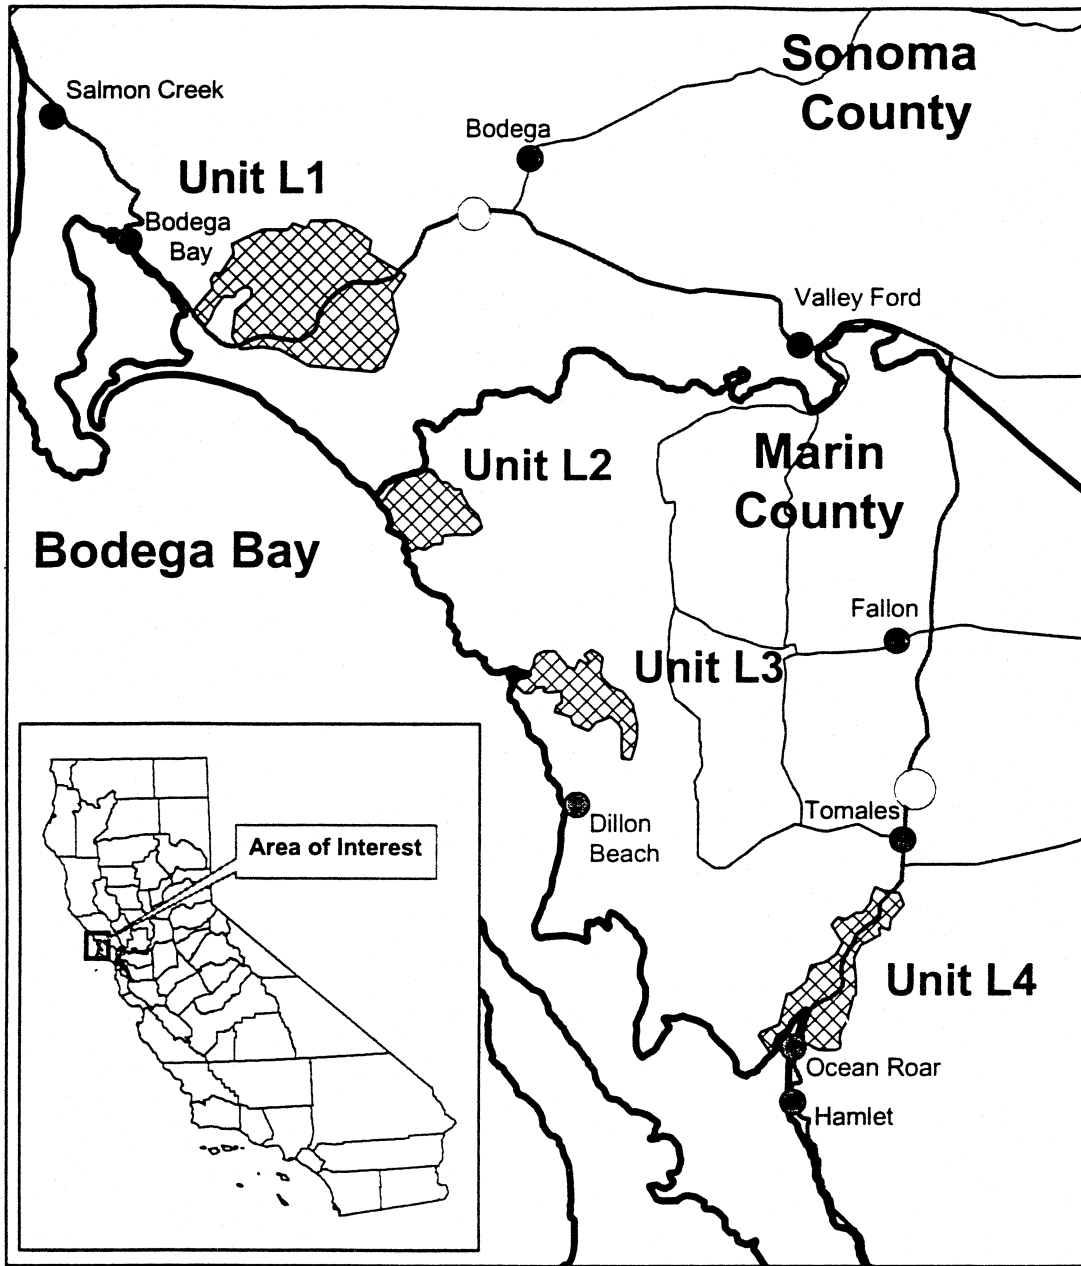 Sonoma
County
Salmon Creek
Bodega
Unit L1
Bodega
Bay
Valley Ford
Unit L2
Marin
County
Bodega Bay
Fallon
Unit L3
Tomales
Dillon
Beach
Area of Interest
Unit L4
Ocean Roar
Hamlet